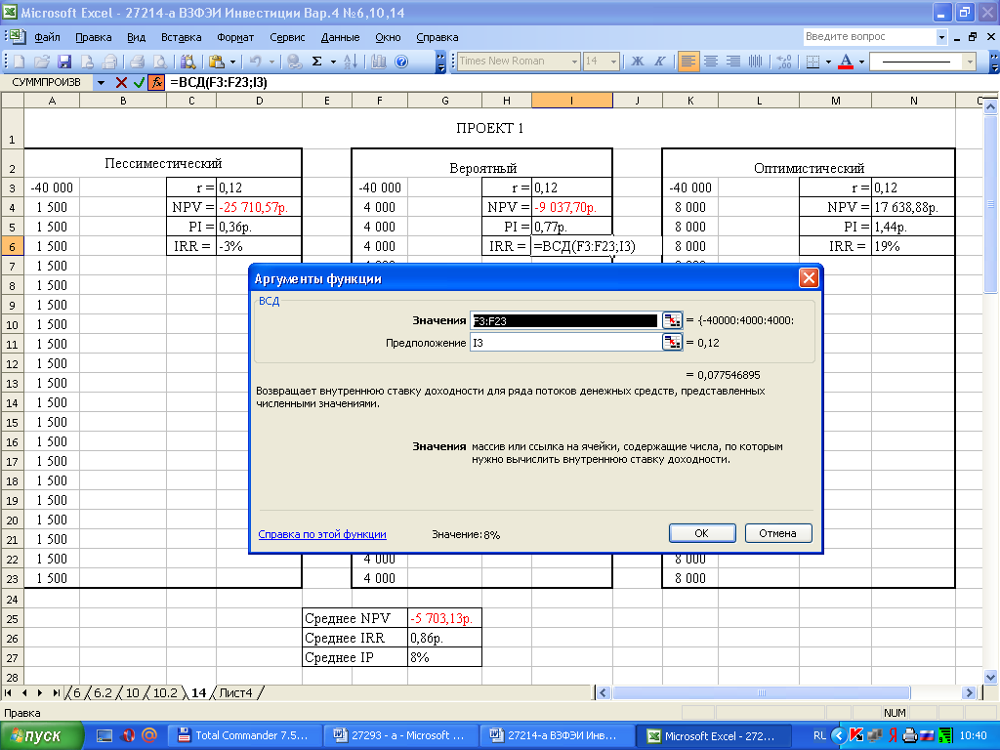 Microsoft Excel - 27214-а ВЗФЭИ Инвестиции Вар.4 №6,10,14
Файл Правка Вид Вставка Формат Сервис Данные Окно Справка Введите вопрос
Times New Roman 14 Ж К
СУММПРОИЗВ =ВСД(F3:F23;I3)
A B C D E F G H I J K L M N
1 ПРОЕКТ 1
2 Пессиместический Вероятный Оптимистический
3 -40 000 r = 0,12 -40 000 r = 0,12 -40 000 r = 0,12
4 1 500 NPV = -25 710,57р. 4 000 NPV = -9 037,70р. 8 000 NPV = 17 638,88р.
5 1 500 PI = 0,36р. 4 000 PI = 0,77р. 8 000 PI = 1,44р.
6 1 500 IRR = -3% 4 000 IRR = =ВСД(F3:F23;I3) 8 000 IRR = 19%
7 1 500
8 1 500
9 1 500
10 1 500
11 1 500
12 1 500
13 1 500
14 1 500
15 1 500
16 1 500
17 1 500
18 1 500
19 1 500
20 1 500
21 1 500
22 1 500 4 000 8 000
23 1 500 4 000 8 000
24
25 Среднее NPV -5 703,13р.
26 Среднее IRR 0,86р.
27 Среднее IP 8%
28
Аргументы функции
ВСД
Значения F3:F23 = {-40000:4000:4000:
Предположение I3 = 0,12
= 0,077546895
Возвращает внутреннюю ставку доходности для ряда потоков денежных средств, представленных
численными значениями.
Значения массив или ссылка на ячейки, содержащие числа, по которым
нужно вычислить внутреннюю ставку доходности.
Справка по этой функции Значение:8% ОК Отмена
6 6.2 10 10.2 14 Лист4
Правка NUM
пуск Total Commander 7.5... 27293 - а - Microsoft ... 27214-а ВЗФЭИ Инв... Microsoft Excel - 272... RL 10:40